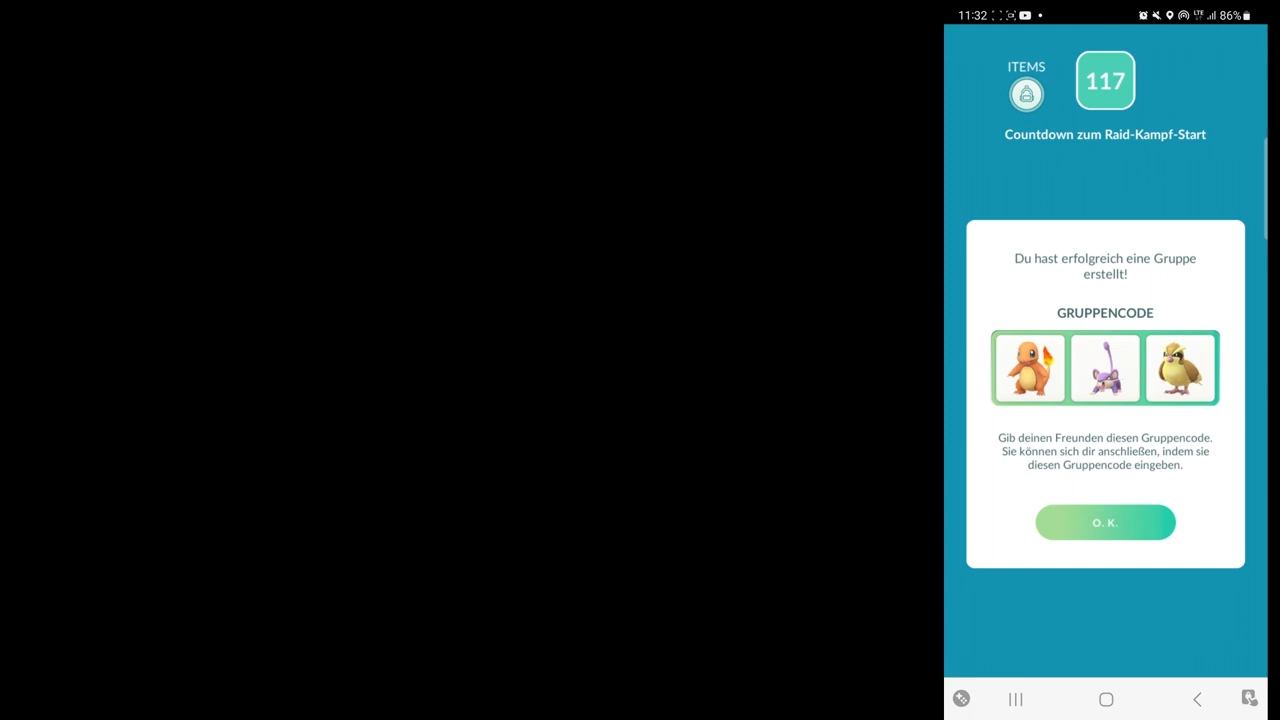 11:32
LTE
86%
ITEMS
117
Countdown zum Raid-Kampf-Start
Du hast erfolgreich eine Gruppe
erstellt!
GRUPPENCODE
Gib deinen Freunden diesen Gruppencode.
Sie können sich dir anschließen, indem sie
diesen Gruppencode eingeben.
O. K.